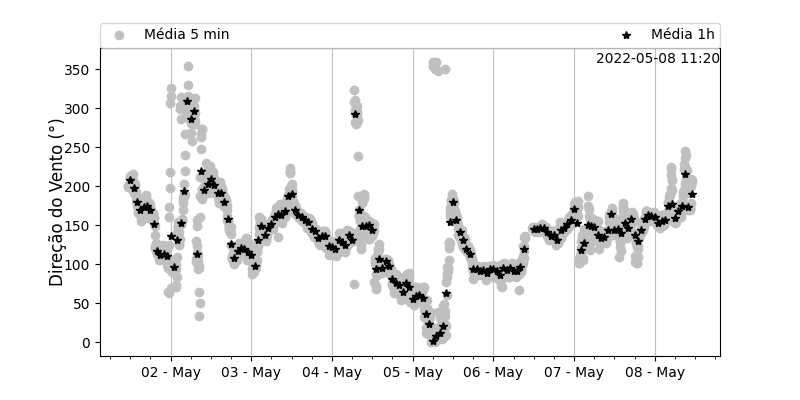 Média 5 min
Média 1h
2022-05-08 11:20
Direção do Vento (°)
350
300
250
200
150
100
50
0
02 - May
03 - May
04 - May
05 - May
06 - May
07 - May
08 - May